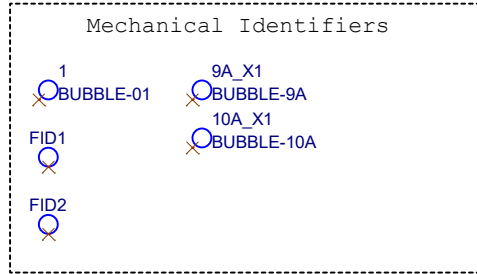 Mechanical Identifiers
1
BUBBLE-01
9A_X1
BUBBLE-9A
10A_X1
BUBBLE-10A
FID1
FID2